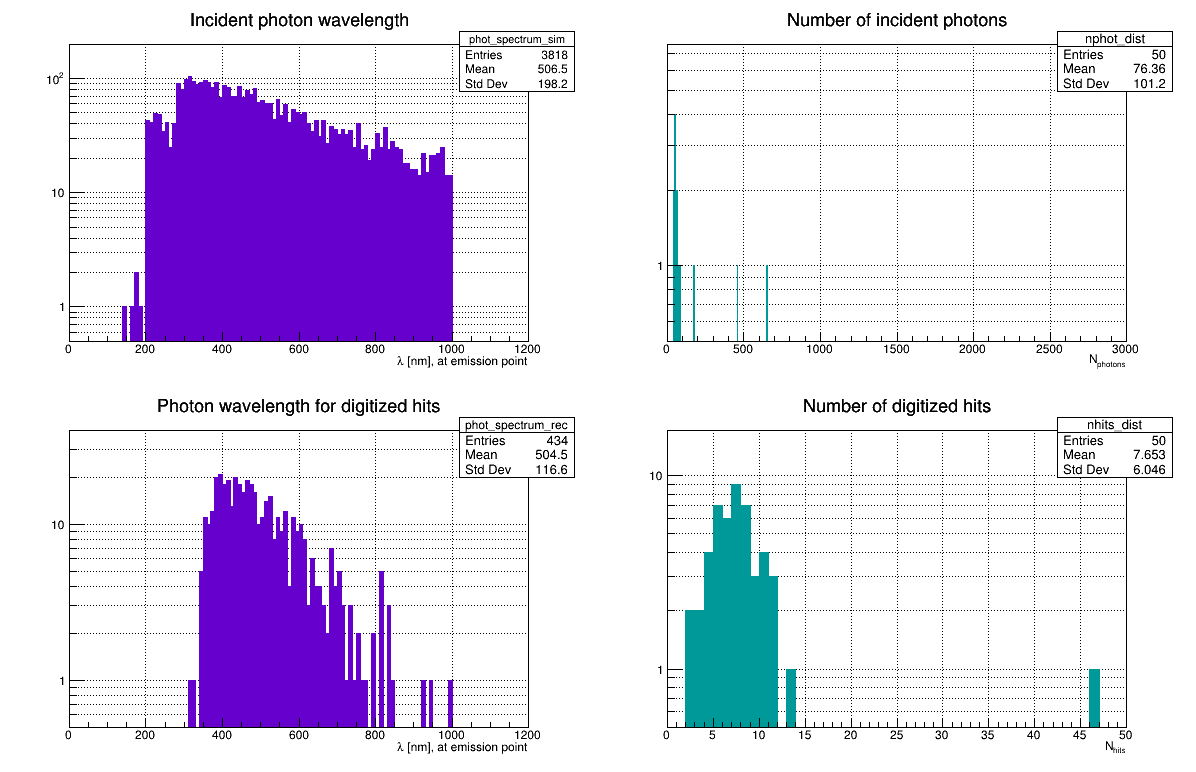 Incident photon wavelength
phot_spectrum_sim
Entries 3818
Mean 506.5
Std Dev 198.2
10²
10
1
0 200 400 600 800 1000 1200
λ [nm], at emission point
Number of incident photons
nphot_dist
Entries 50
Mean 76.36
Std Dev 101.2
1
0 500 1000 1500 2000 2500 3000
Nphotons
Photon wavelength for digitized hits
phot_spectrum_rec
Entries 434
Mean 504.5
Std Dev 116.6
10
1
0 200 400 600 800 1000 1200
λ [nm], at emission point
Number of digitized hits
nhits_dist
Entries 50
Mean 7.653
Std Dev 6.046
10
1
0 5 10 15 20 25 30 35 40 45 50
Nhits